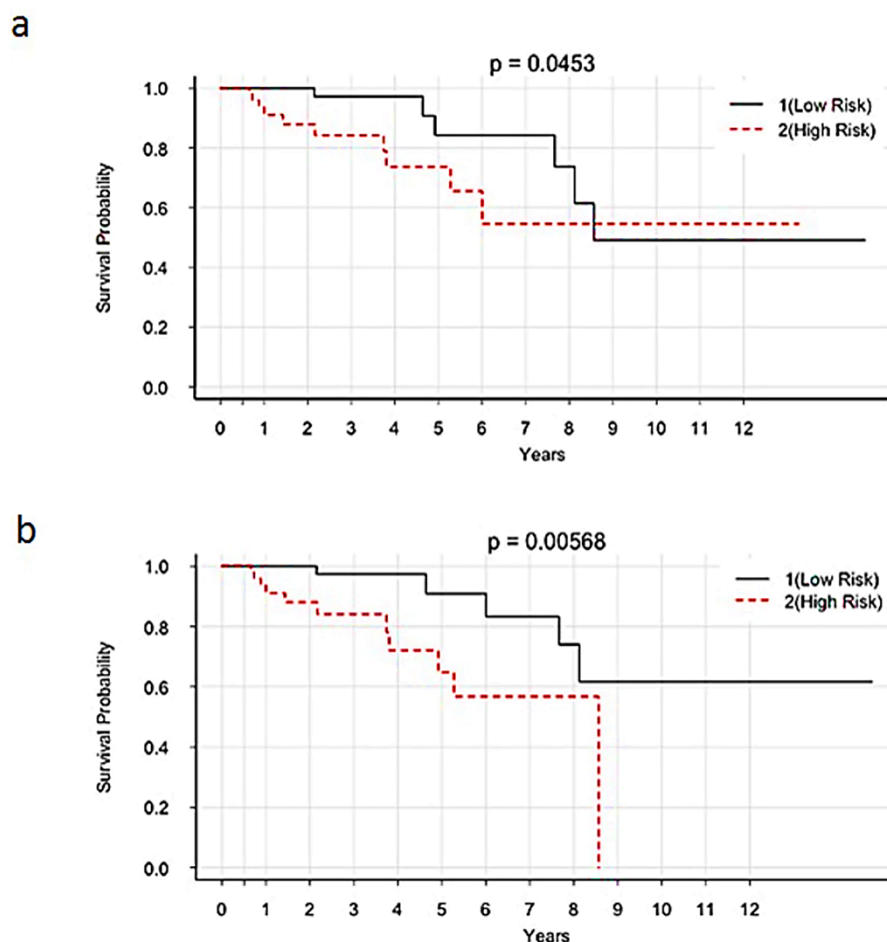 a
p = 0.0453
1(Low Risk)
2(High Risk)
Survival Probability
1.0
0.8
0.6
0.4
0.2
0.0
0 1 2 3 4 5 6 7 8 9 10 11 12
Years
b
p = 0.00568
1(Low Risk)
2(High Risk)
Survival Probability
1.0
0.8
0.6
0.4
0.2
0.0
0 1 2 3 4 5 6 7 8 9 10 11 12
Years